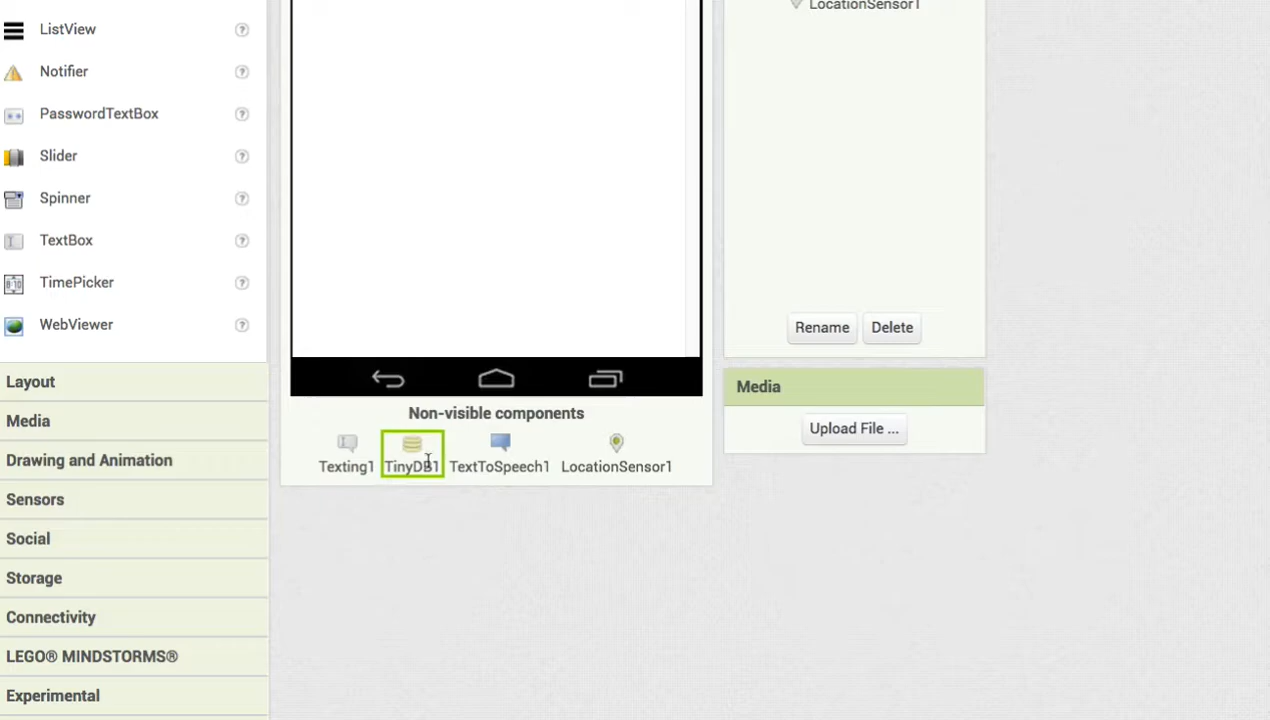 ListView
Notifier
PasswordTextBox
Slider
Spinner
TextBox
TimePicker
WebViewer
Layout
Media
Drawing and Animation
Sensors
Social
Storage
Connectivity
LEGO® MINDSTORMS®
Experimental
Non-visible components
Texting1 TinyDB1 TextToSpeech1 LocationSensor1
LocationSensor1
Rename Delete
Media
Upload File ...